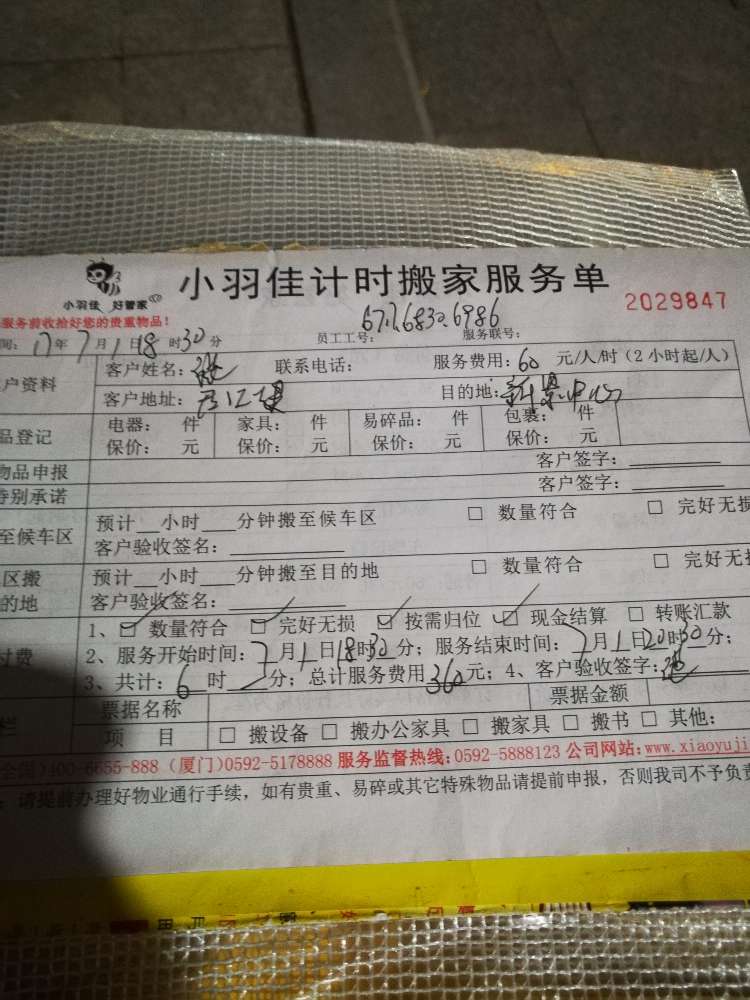 小羽佳 好管家
小羽佳计时搬家服务单
2029847
服务前收拾好您的贵重物品!
员工工号: 服务联号:
间: 17年7月1日18时30分
户资料 客户姓名: 张 联系电话: 服务费用: 60 元/人/时(2小时起/人)
客户地址: 目的地: 新景中心
品登记 电器: 件 家具: 件 易碎品: 件 包裹: 件
保价: 元 保价: 元 保价: 元 保价: 元
物品申报 客户签字:
特别承诺 客户签字:
至候车区 预计 小时 分钟搬至候车区 □ 数量符合 □ 完好无损
客户验收签名:
区搬 预计 小时 分钟搬至目的地 □ 数量符合 □ 完好无损
的地 客户验收签名:
1、☑ 数量符合 ☑ 完好无损 ☑ 按需归位 ☑ 现金结算 □ 转账汇款
付费 2、服务开始时间: 7月1日18时30分; 服务结束时间: 7月1日20时30分;
3、共计: 6时 分; 总计服务费用360元; 4、客户验收签字: 张
栏 票据名称 票据金额
项 目 □ 搬设备 □ 搬办公家具 □ 搬家具 □ 搬书 □ 其他:
全国)400-6655-888 (厦门)0592-5178888 服务监督热线:0592-5888123 公司网站:www.xiaoyuji
:请提前办理好物业通行手续,如有贵重、易碎或其它特殊物品请提前申报,否则我司不予负责